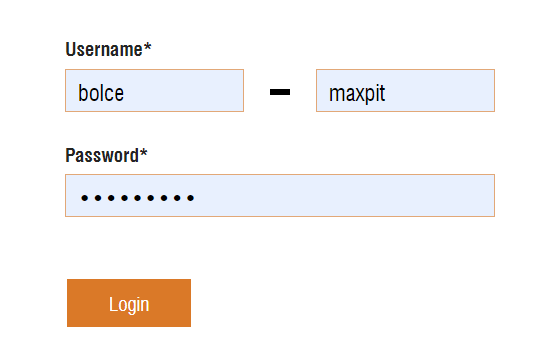 Username*
bolce - maxpit
Password*
•••••••••
Login